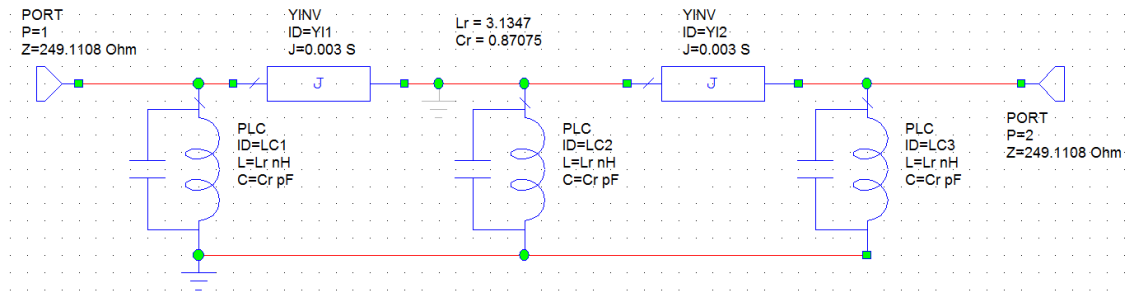 PORT
P=1
Z=249.1108 Ohm
YINV
ID=YI1
J=0.003 S
Lr = 3.1347
Cr = 0.87075
YINV
ID=YI2
J=0.003 S
J
J
PORT
P=2
Z=249.1108 Ohm
PLC
ID=LC1
L=Lr nH
C=Cr pF
PLC
ID=LC2
L=Lr nH
C=Cr pF
PLC
ID=LC3
L=Lr nH
C=Cr pF